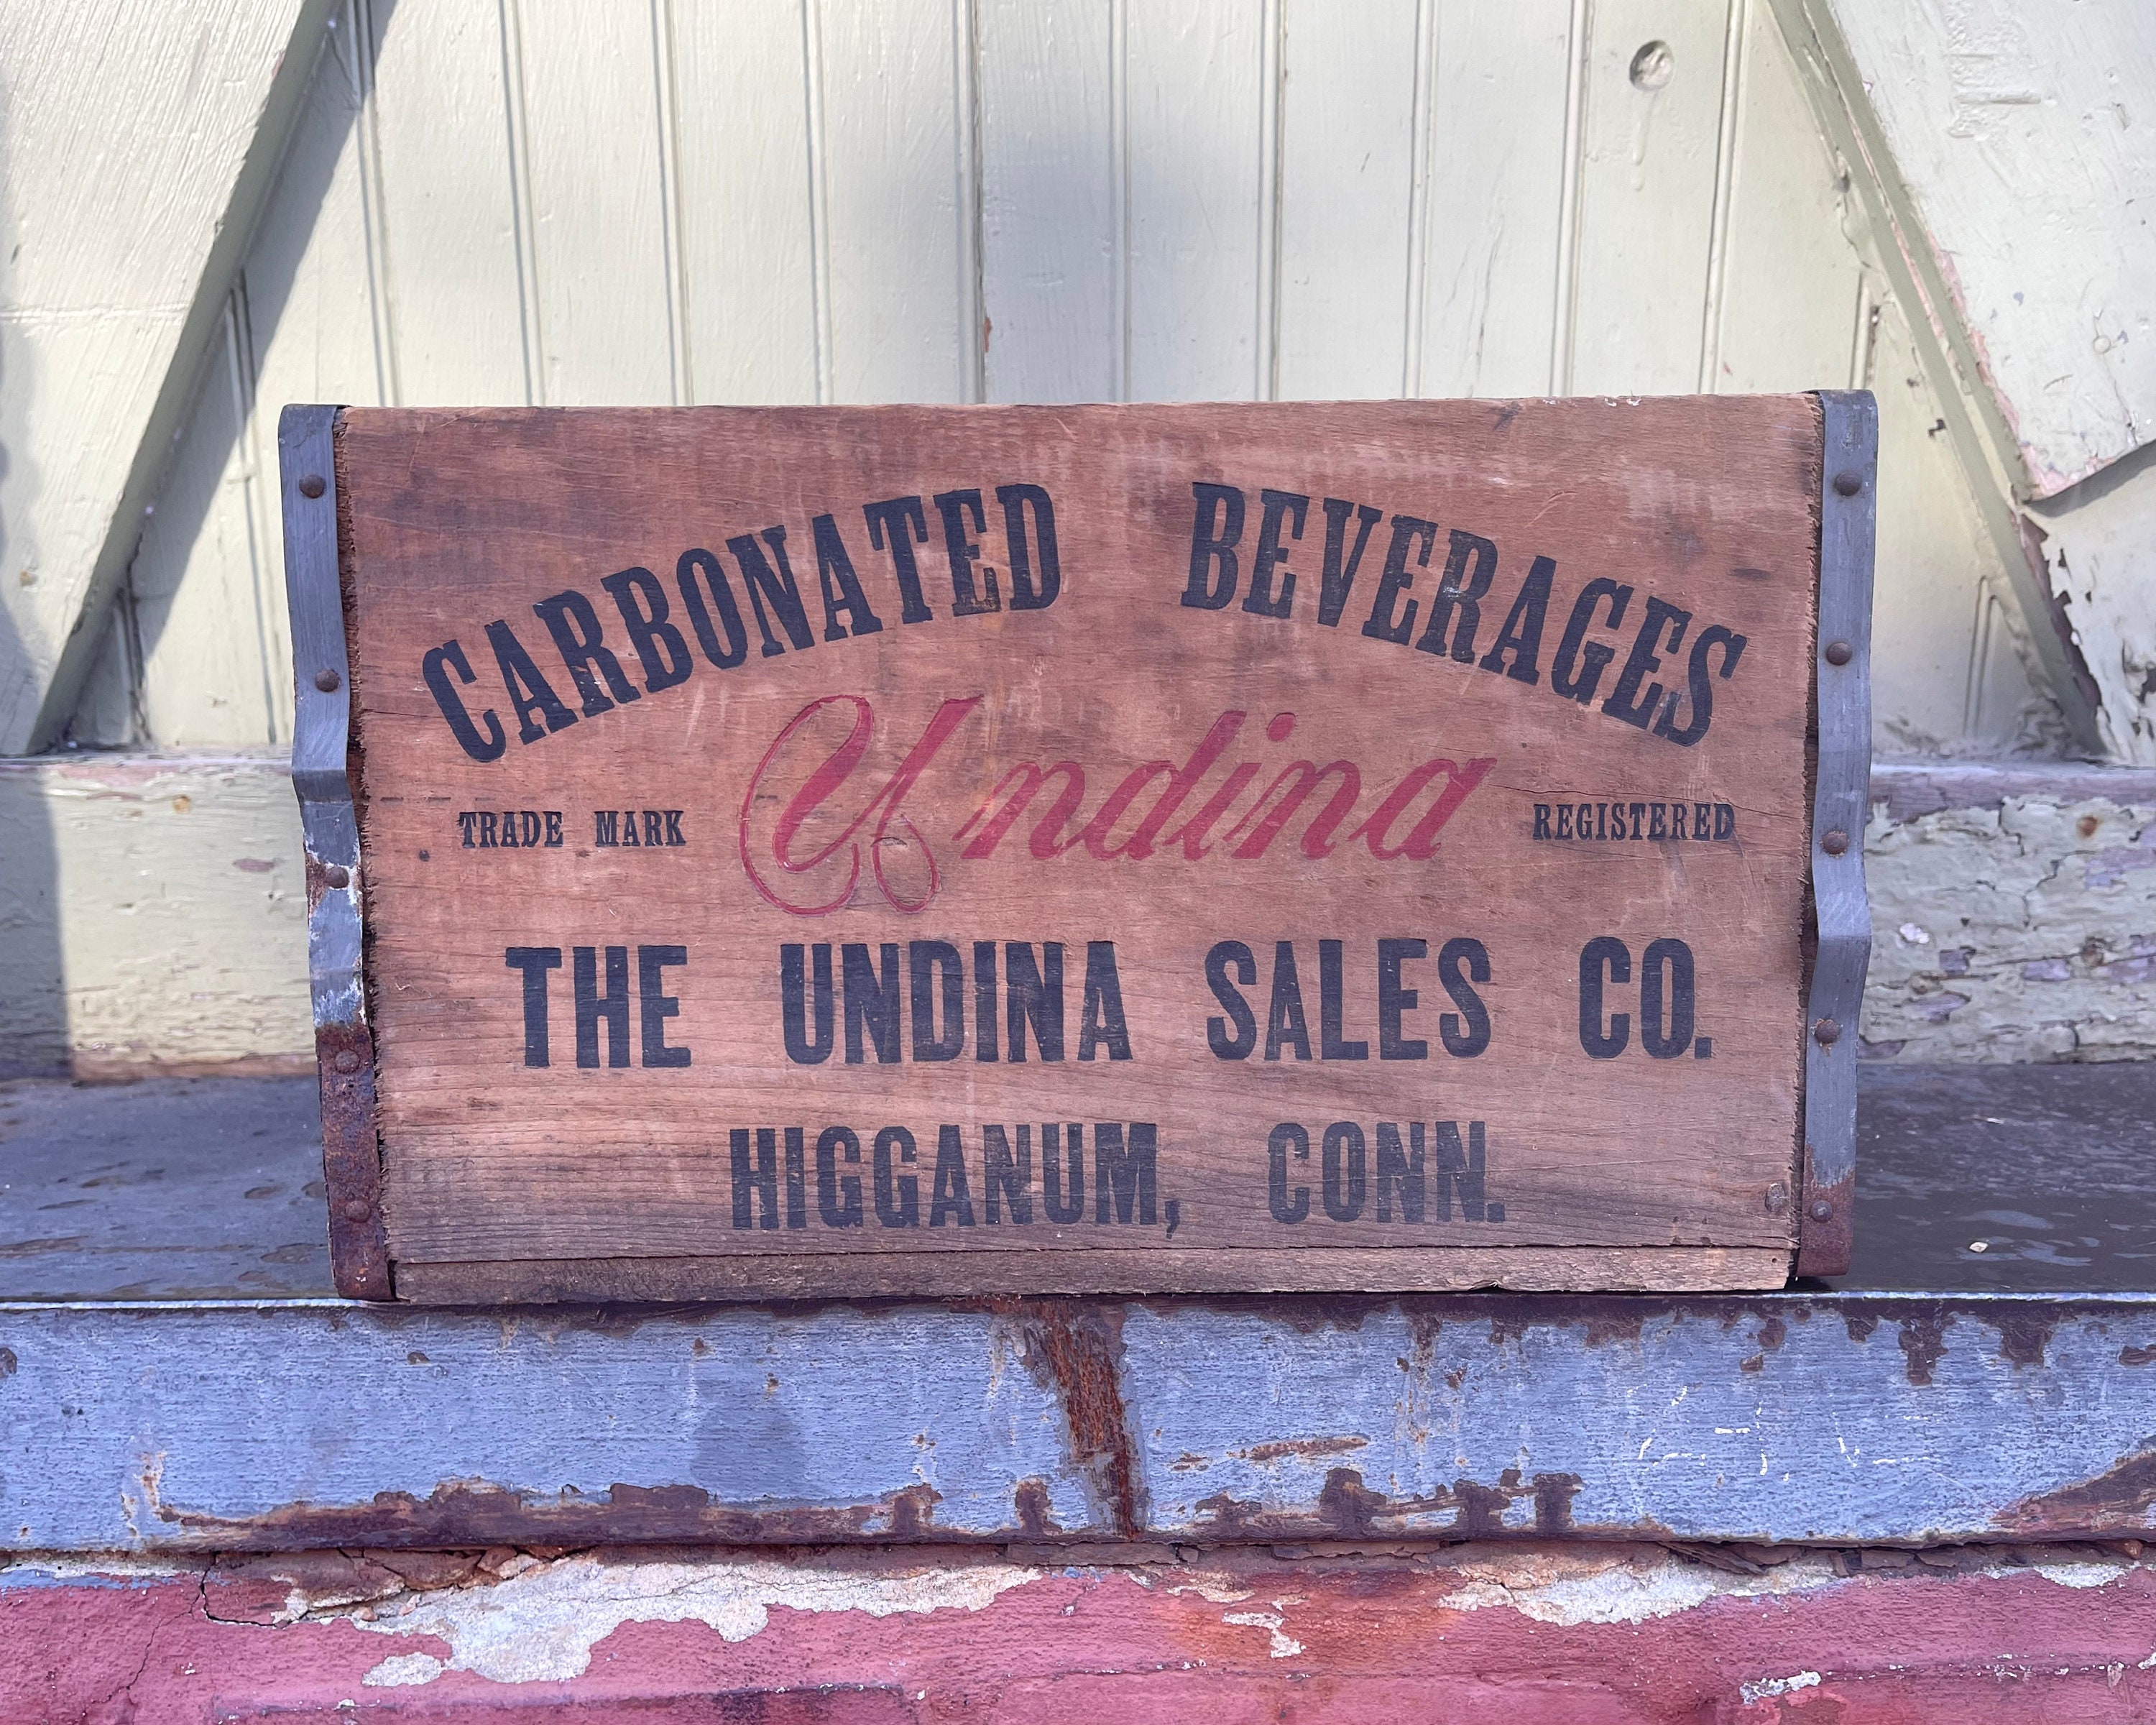 CARBONATED BEVERAGES
TRADE MARK Undina REGISTERED
THE UNDINA SALES CO.
HIGGANUM, CONN.